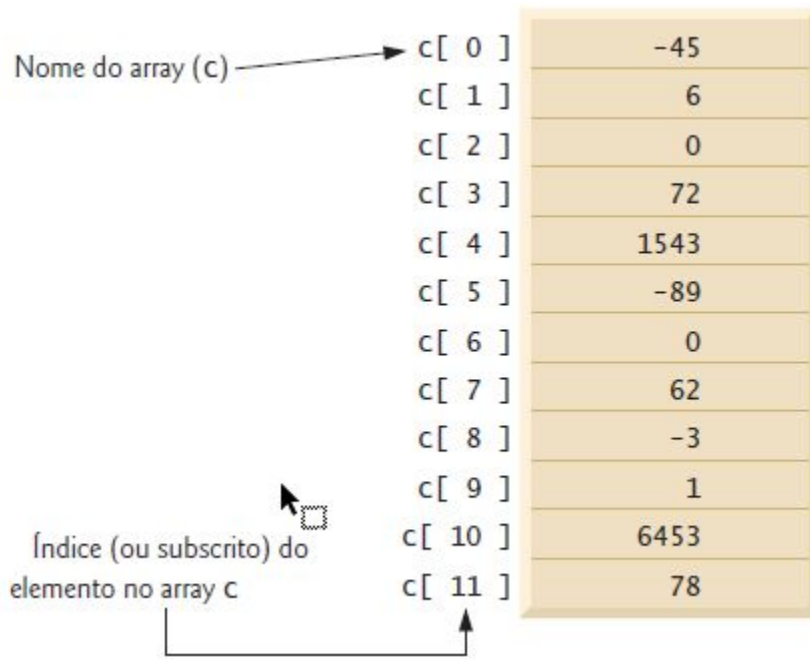 Nome do array (c)
c[ 0 ] -45
c[ 1 ] 6
c[ 2 ] 0
c[ 3 ] 72
c[ 4 ] 1543
c[ 5 ] -89
c[ 6 ] 0
c[ 7 ] 62
c[ 8 ] -3
c[ 9 ] 1
c[ 10 ] 6453
c[ 11 ] 78
Índice (ou subscrito) do
elemento no array c